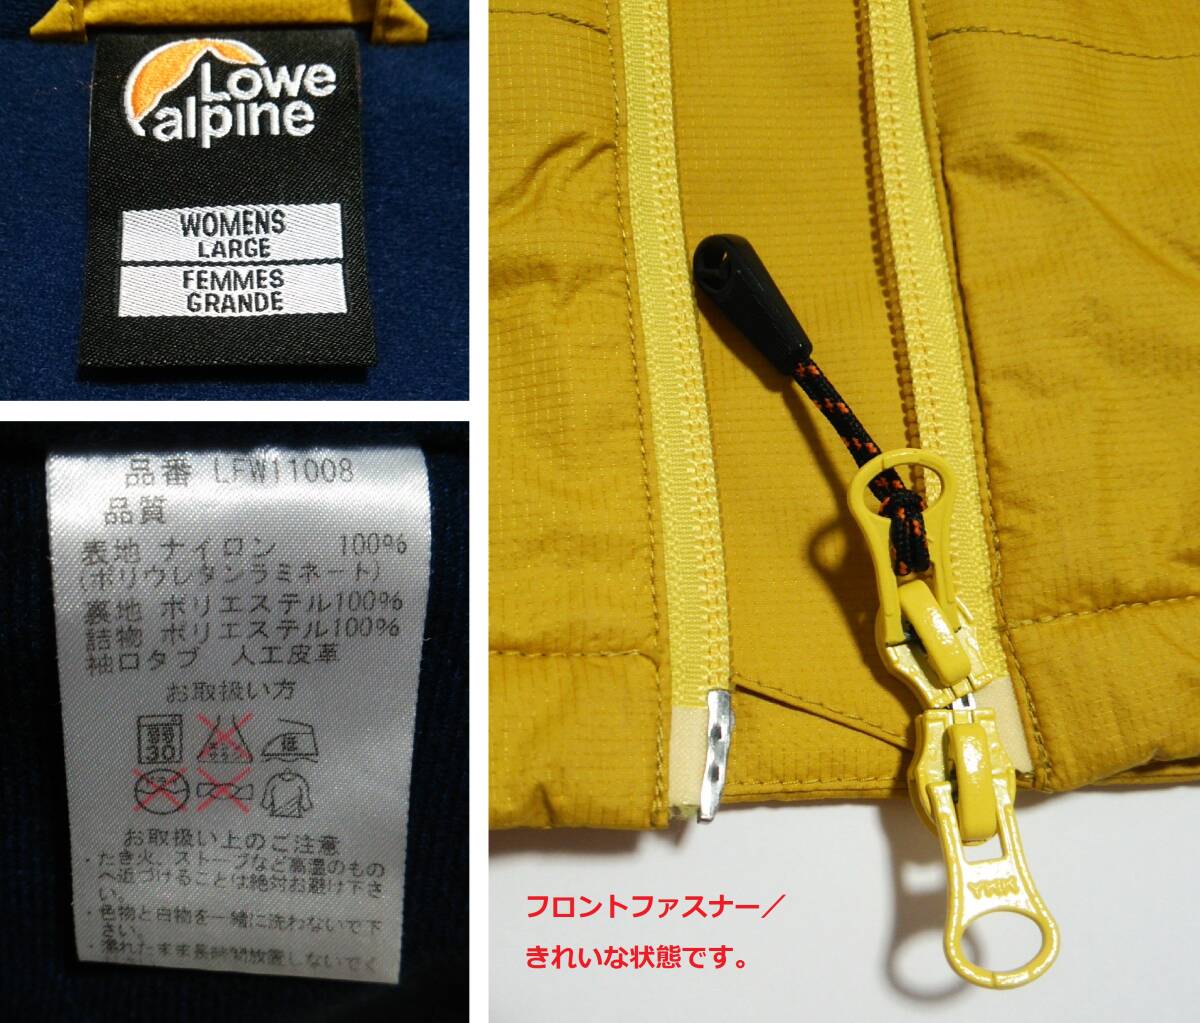 Lowe
alpine
WOMENS
LARGE
FEMMES
GRANDE
品番 LFW11008
品質
表地 ナイロン 100%
(ポリウレタンラミネート)
裏地 ポリエステル100%
詰物 ポリエステル100%
袖口タブ 人工皮革
お取扱い方
弱
30
低
お取扱い上のご注意
・たき火、ストーブなど高温のもの
へ近づけることは絶対お避け下さ
い。
・色物と白物を一緒に洗わないで下
さい。
・濡れたまま長時間放置しないでく
フロントファスナー／
きれいな状態です。
YKK